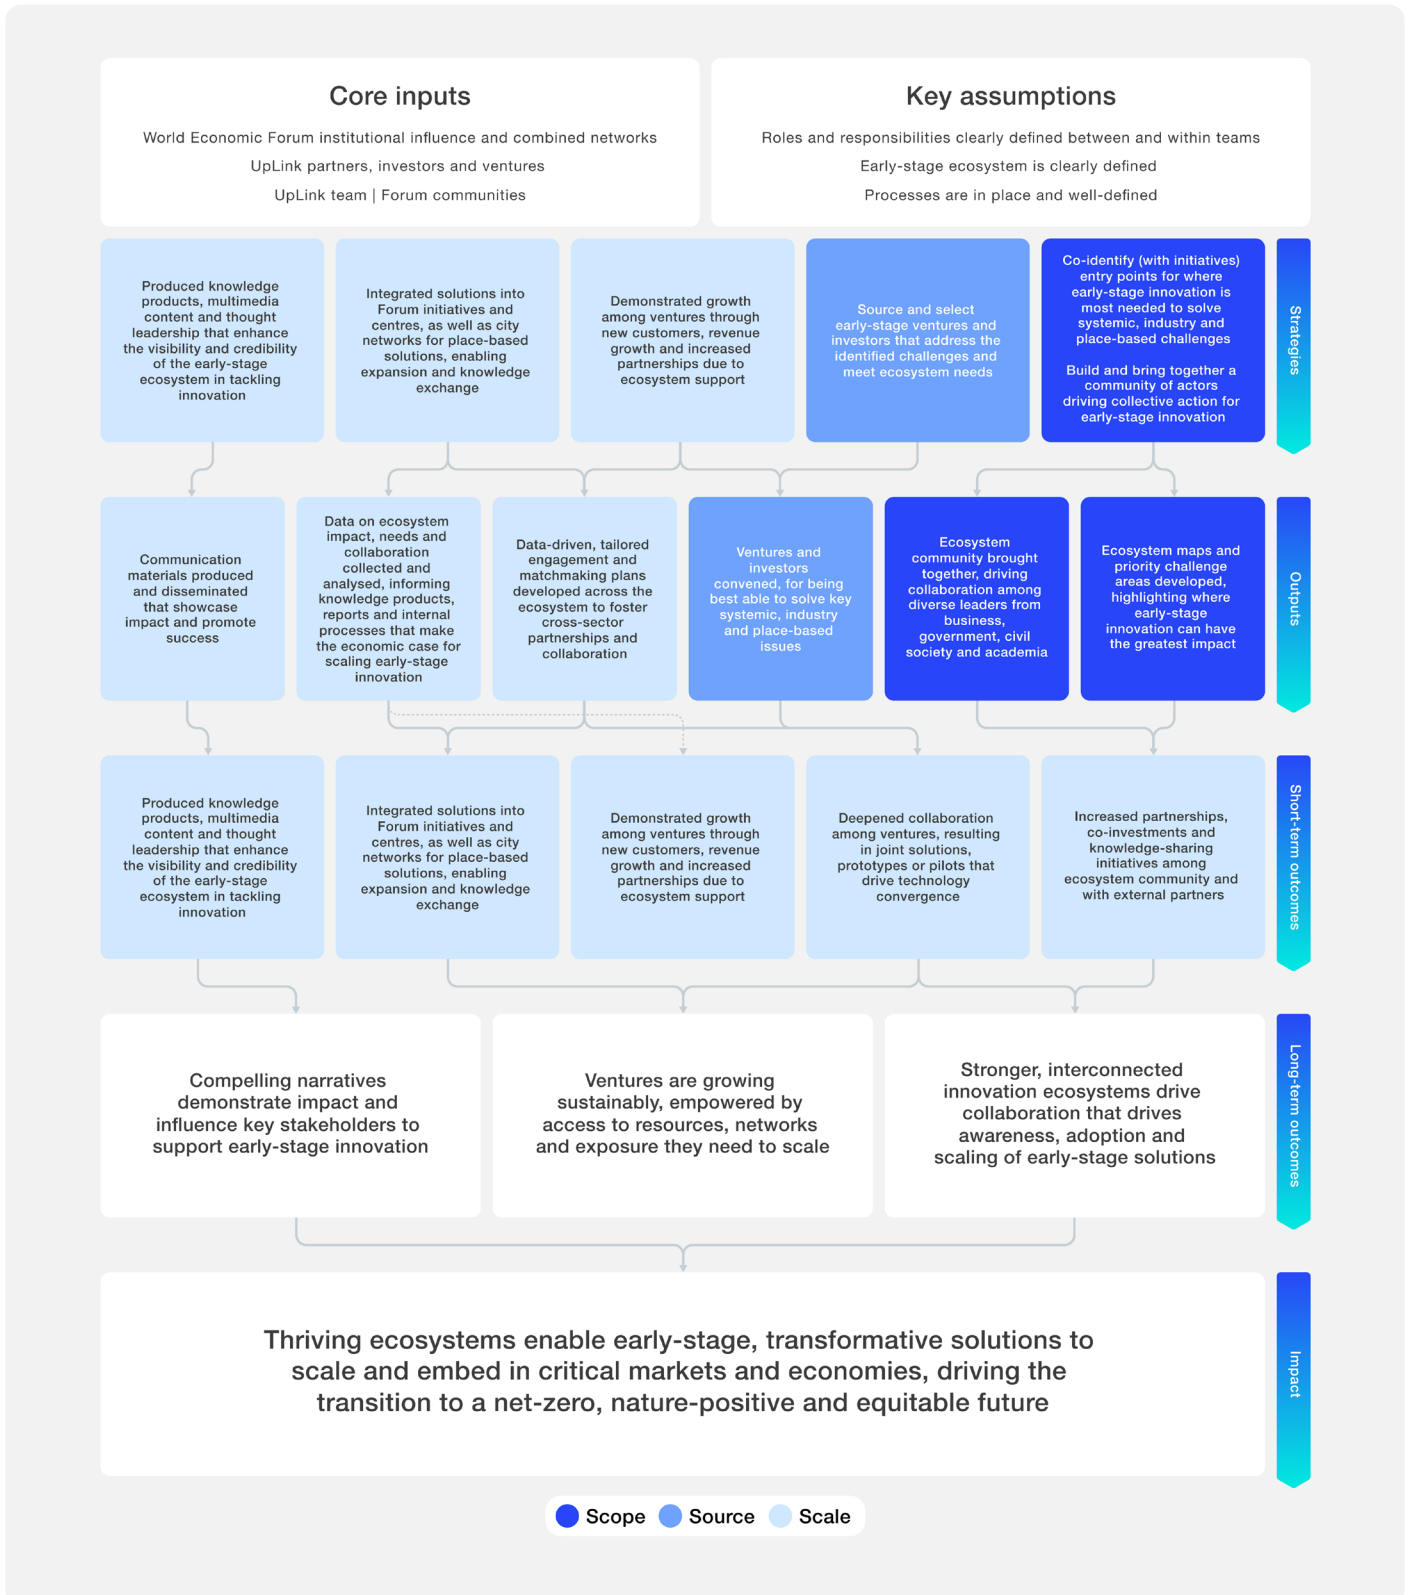 Core inputs
World Economic Forum institutional influence and combined networks
UpLink partners, investors and ventures
UpLink team | Forum communities
Key assumptions
Roles and responsibilities clearly defined between and within teams
Early-stage ecosystem is clearly defined
Processes are in place and well-defined
Produced knowledge
products, multimedia
content and thought
leadership that enhance
the visibility and credibility
of the early-stage
ecosystem in tackling
innovation
Integrated solutions into
Forum initiatives and
centres, as well as city
networks for place-based
solutions, enabling
expansion and knowledge
exchange
Demonstrated growth
among ventures through
new customers, revenue
growth and increased
partnerships due to
ecosystem support
Source and select
early-stage ventures and
investors that address the
identified challenges and
meet ecosystem needs
Co-identify (with initiatives)
entry points for where
early-stage innovation is
most needed to solve
systemic, industry and
place-based challenges
Build and bring together a
community of actors
driving collective action for
early-stage innovation
Strategies
Communication
materials produced
and disseminated
that showcase
impact and promote
success
Data on ecosystem
impact, needs and
collaboration
collected and
analysed, informing
knowledge products,
reports and internal
processes that make
the economic case for
scaling early-stage
innovation
Data-driven, tailored
engagement and
matchmaking plans
developed across the
ecosystem to foster
cross-sector
partnerships and
collaboration
Ventures and
investors
convened, for being
best able to solve key
systemic, industry
and place-based
issues
Ecosystem
community brought
together, driving
collaboration among
diverse leaders from
business,
government, civil
society and academia
Ecosystem maps and
priority challenge
areas developed,
highlighting where
early-stage
innovation can have
the greatest impact
Outputs
Produced knowledge
products, multimedia
content and thought
leadership that enhance
the visibility and credibility
of the early-stage
ecosystem in tackling
innovation
Integrated solutions into
Forum initiatives and
centres, as well as city
networks for place-based
solutions, enabling
expansion and knowledge
exchange
Demonstrated growth
among ventures through
new customers, revenue
growth and increased
partnerships due to
ecosystem support
Deepened collaboration
among ventures, resulting
in joint solutions,
prototypes or pilots that
drive technology
convergence
Increased partnerships,
co-investments and
knowledge-sharing
initiatives among
ecosystem community and
with external partners
Short-term outcomes
Compelling narratives
demonstrate impact and
influence key stakeholders to
support early-stage innovation
Ventures are growing
sustainably, empowered by
access to resources, networks
and exposure they need to scale
Stronger, interconnected
innovation ecosystems drive
collaboration that drives
awareness, adoption and
scaling of early-stage solutions
Long-term outcomes
Thriving ecosystems enable early-stage, transformative solutions to
scale and embed in critical markets and economies, driving the
transition to a net-zero, nature-positive and equitable future
Impact
Scope
Source
Scale